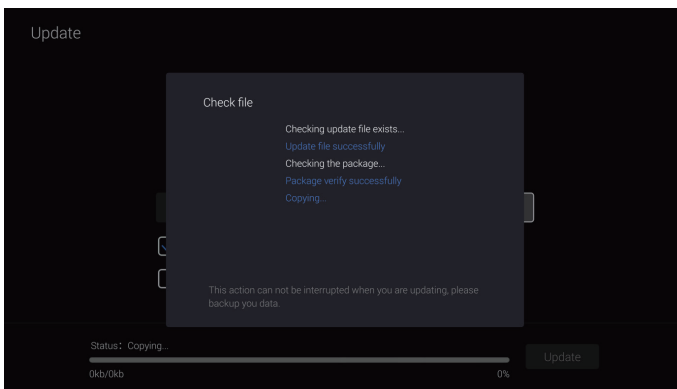 Update
Check file
Checking update file exists...
Update file successfully
Checking the package...
Package verify successfully
Copying...
This action can not be interrupted when you are updating, please
backup you data.
Status: Copying...
Update
0kb/0kb
0%